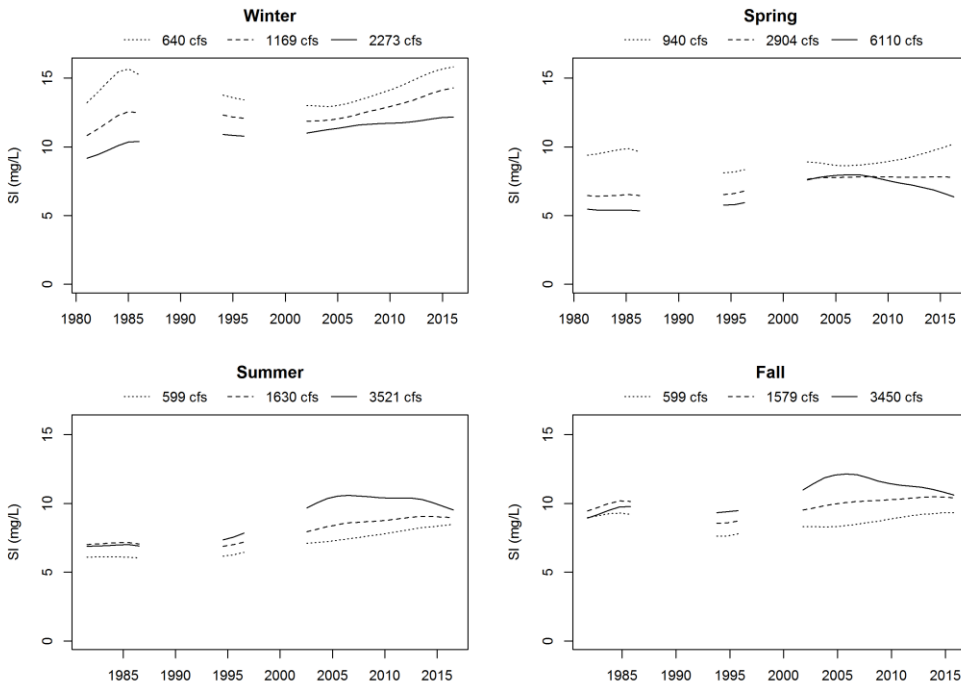 Winter
640 cfs 1169 cfs 2273 cfs
SI (mg/L)
15
10
5
0
1980 1985 1990 1995 2000 2005 2010 2015
Spring
940 cfs 2904 cfs 6110 cfs
SI (mg/L)
15
10
5
0
1980 1985 1990 1995 2000 2005 2010 2015
Summer
599 cfs 1630 cfs 3521 cfs
SI (mg/L)
15
10
5
0
1985 1990 1995 2000 2005 2010 2015
Fall
599 cfs 1579 cfs 3450 cfs
SI (mg/L)
15
10
5
0
1985 1990 1995 2000 2005 2010 2015